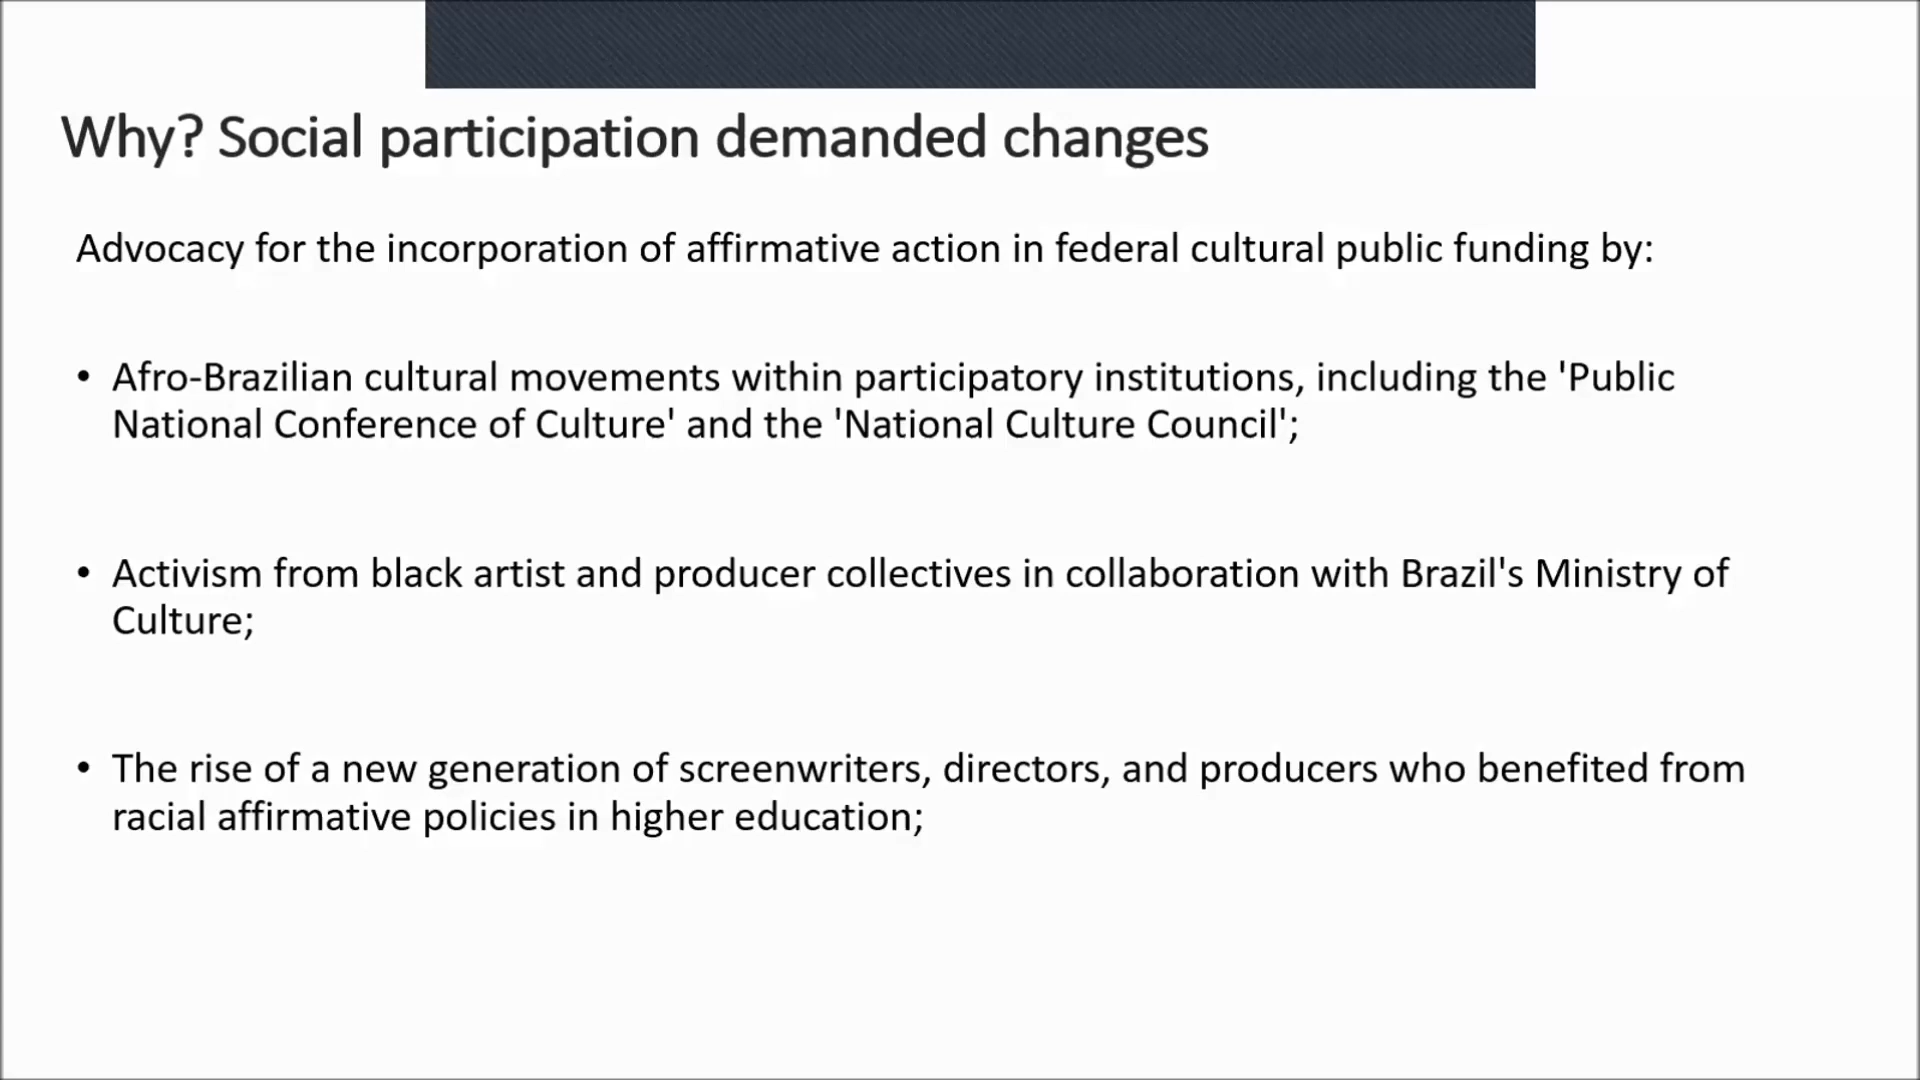 Why? Social participation demanded changes
Advocacy for the incorporation of affirmative action in federal cultural public funding by:
• Afro-Brazilian cultural movements within participatory institutions, including the 'Public
National Conference of Culture' and the 'National Culture Council';
• Activism from black artist and producer collectives in collaboration with Brazil's Ministry of
Culture;
• The rise of a new generation of screenwriters, directors, and producers who benefited from
racial affirmative policies in higher education;